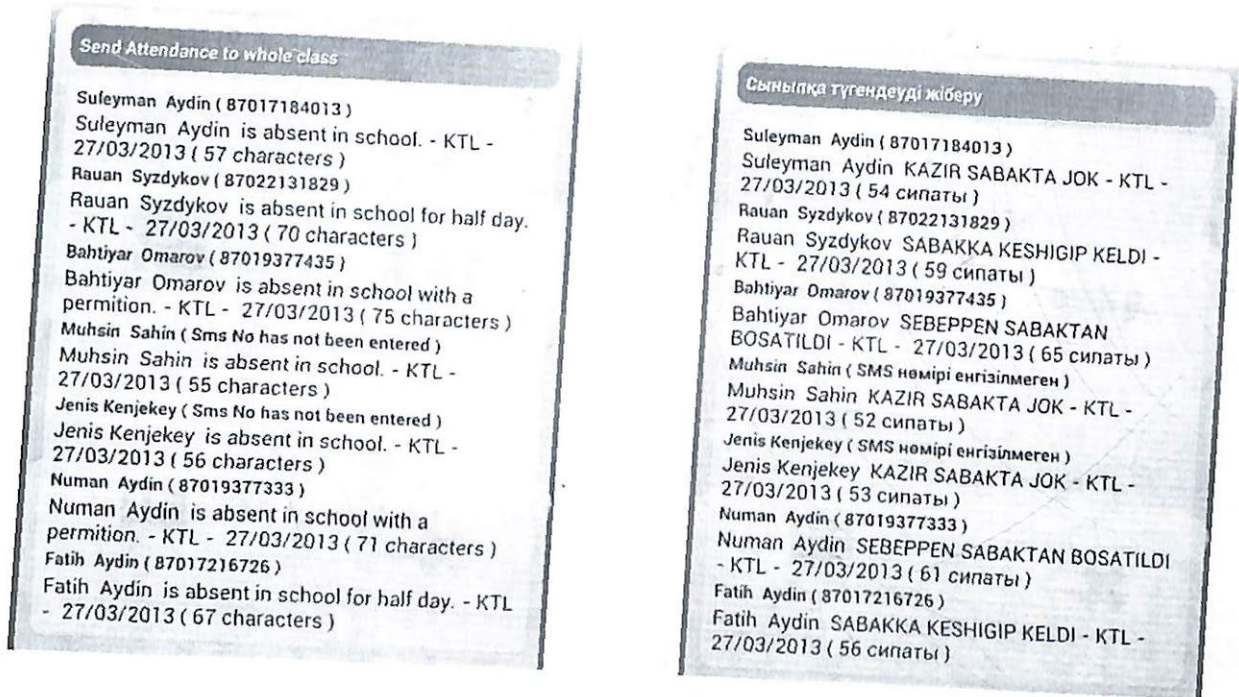 Send Attendance to whole class
Suleyman Aydin ( 87017184013 )
Suleyman Aydin is absent in school. - KTL -
27/03/2013 ( 57 characters )
Rauan Syzdykov ( 87022131829 )
Rauan Syzdykov is absent in school for half day.
- KTL - 27/03/2013 ( 70 characters )
Bahtiyar Omarov ( 87019377435 )
Bahtiyar Omarov is absent in school with a
permition. - KTL - 27/03/2013 ( 75 characters )
Muhsin Sahin ( Sms No has not been entered )
Muhsin Sahin is absent in school. - KTL -
27/03/2013 ( 55 characters )
Jenis Kenjekey ( Sms No has not been entered )
Jenis Kenjekey is absent in school. - KTL -
27/03/2013 ( 56 characters )
Numan Aydin ( 87019377333 )
Numan Aydin is absent in school with a
permition. - KTL - 27/03/2013 ( 71 characters )
Fatih Aydin ( 87017216726 )
Fatih Aydin is absent in school for half day. - KTL
- 27/03/2013 ( 67 characters )
Сыныпқа түгендеуді жіберу
Suleyman Aydin ( 87017184013 )
Suleyman Aydin KAZIR SABAKTA JOK - KTL -
27/03/2013 ( 54 сипаты )
Rauan Syzdykov ( 87022131829 )
Rauan Syzdykov SABAKKA KESHIGIP KELDI -
KTL - 27/03/2013 ( 59 сипаты )
Bahtiyar Omarov ( 87019377435 )
Bahtiyar Omarov SEBEPPEN SABAKTAN
BOSATILDI - KTL - 27/03/2013 ( 65 сипаты )
Muhsin Sahin ( SMS нөмірі енгізілмеген )
Muhsin Sahin KAZIR SABAKTA JOK - KTL -
27/03/2013 ( 52 сипаты )
Jenis Kenjekey ( SMS нөмірі енгізілмеген )
Jenis Kenjekey KAZIR SABAKTA JOK - KTL -
27/03/2013 ( 53 сипаты )
Numan Aydin ( 87019377333 )
Numan Aydin SEBEPPEN SABAKTAN BOSATILDI
- KTL - 27/03/2013 ( 61 сипаты )
Fatih Aydin ( 87017216726 )
Fatih Aydin SABAKKA KESHIGIP KELDI - KTL -
27/03/2013 ( 56 сипаты )